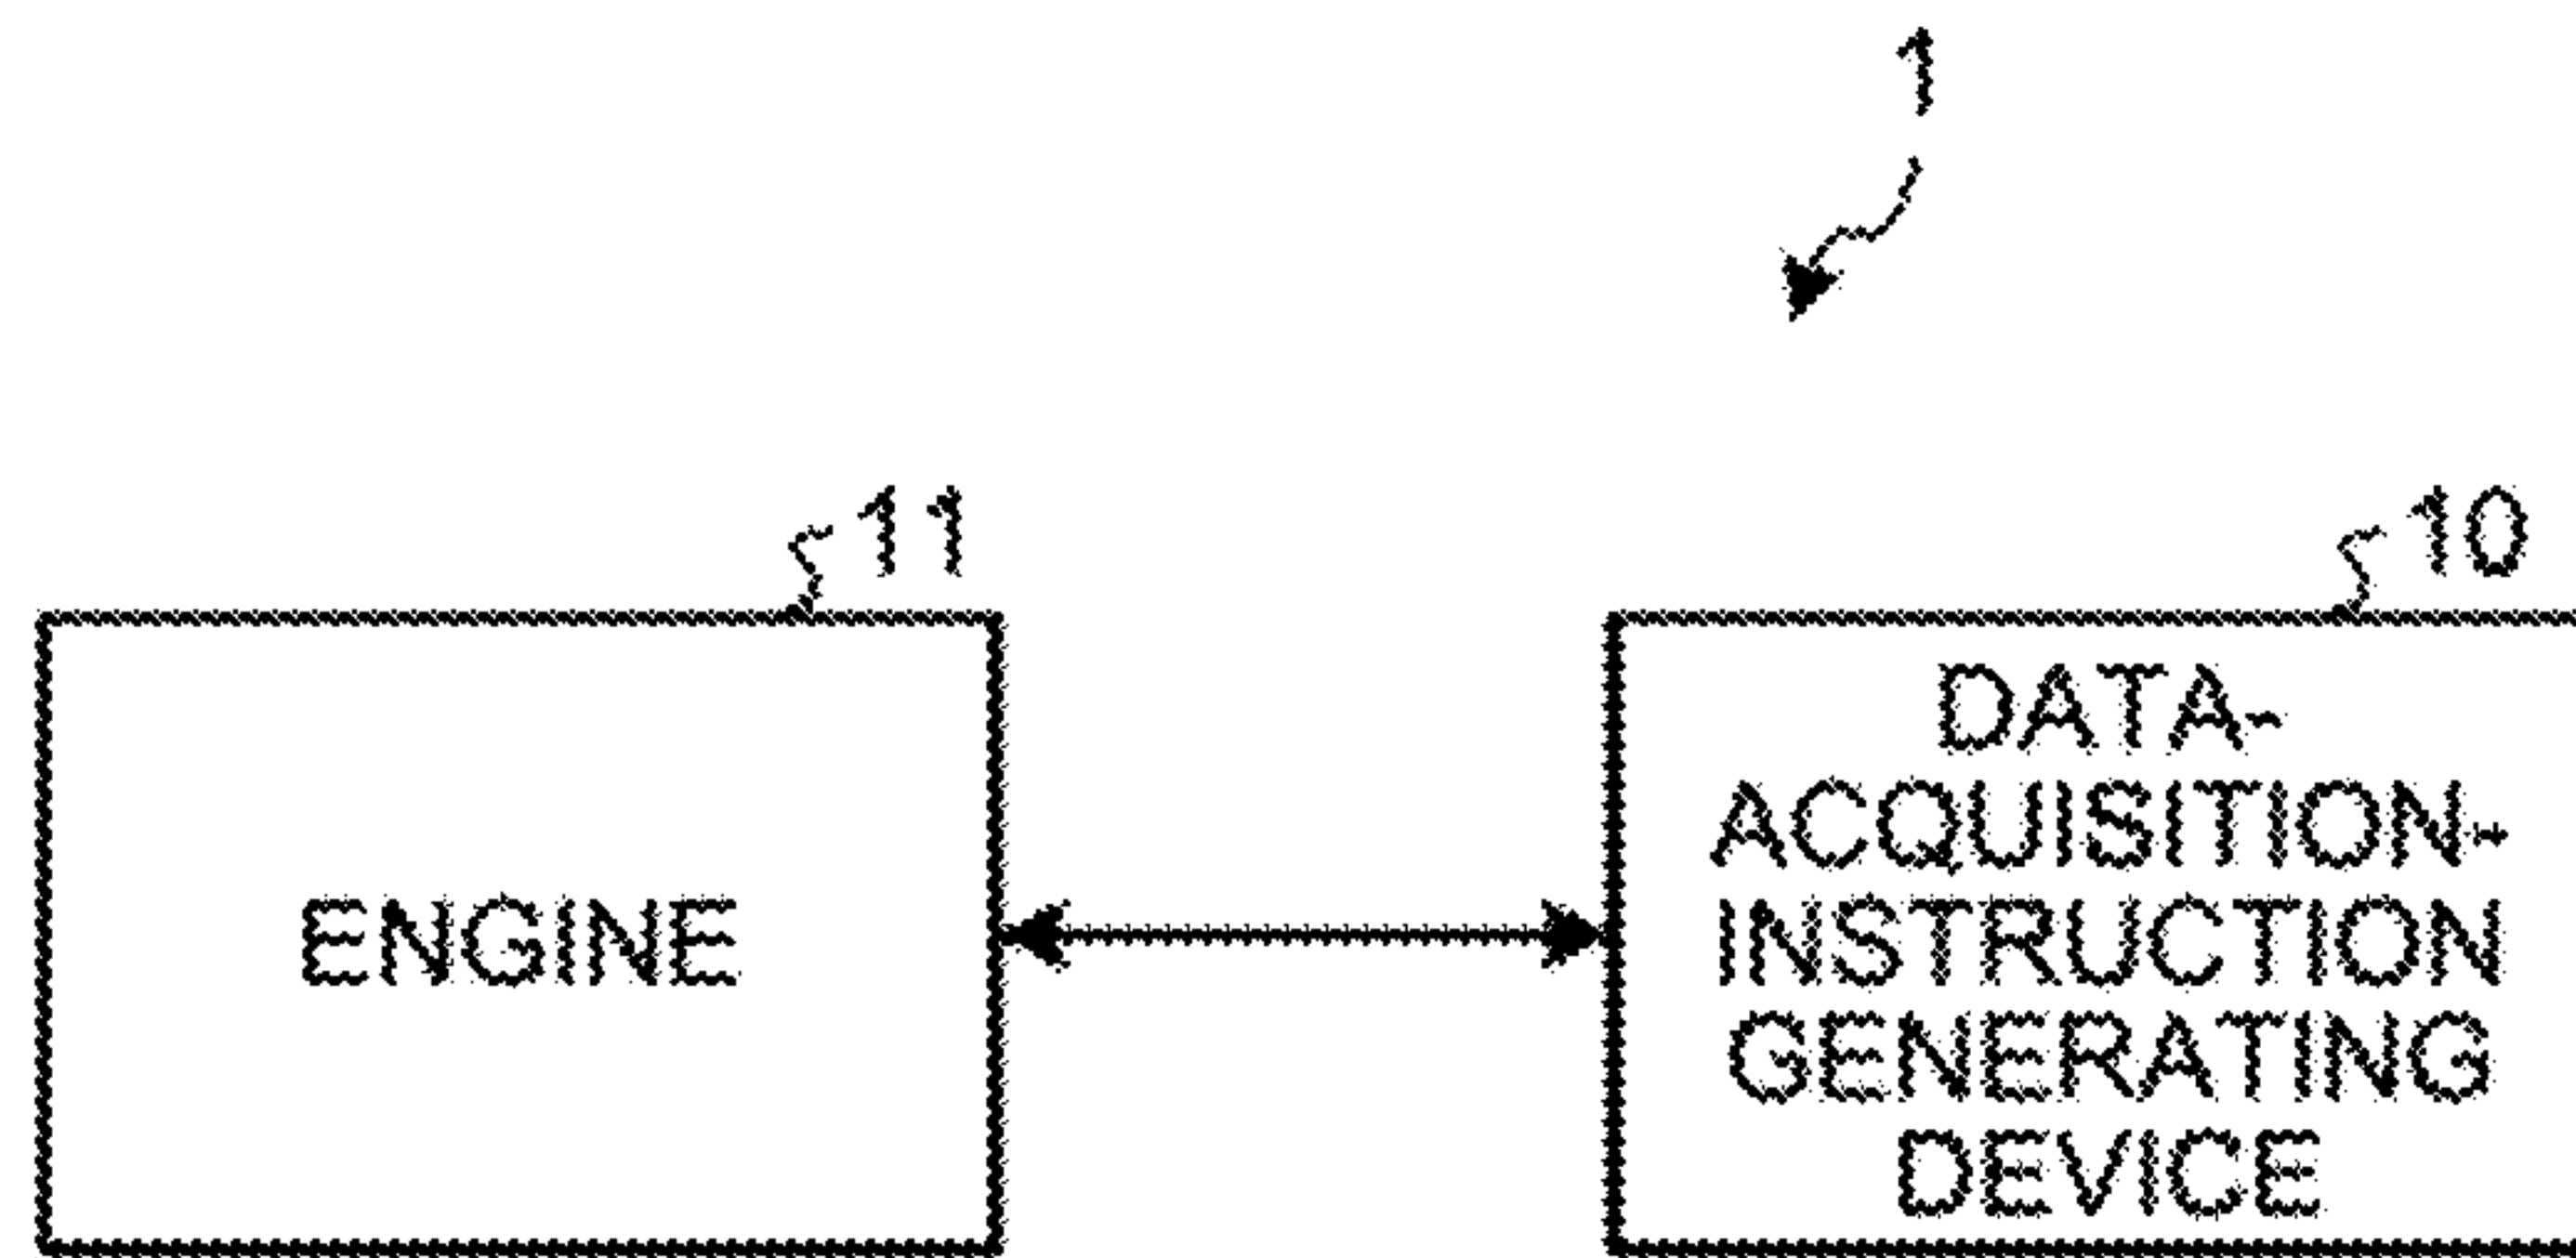 1
11
10
ENGINE
DATA-
ACQUISITION-
INSTRUCTION
GENERATING
DEVICE